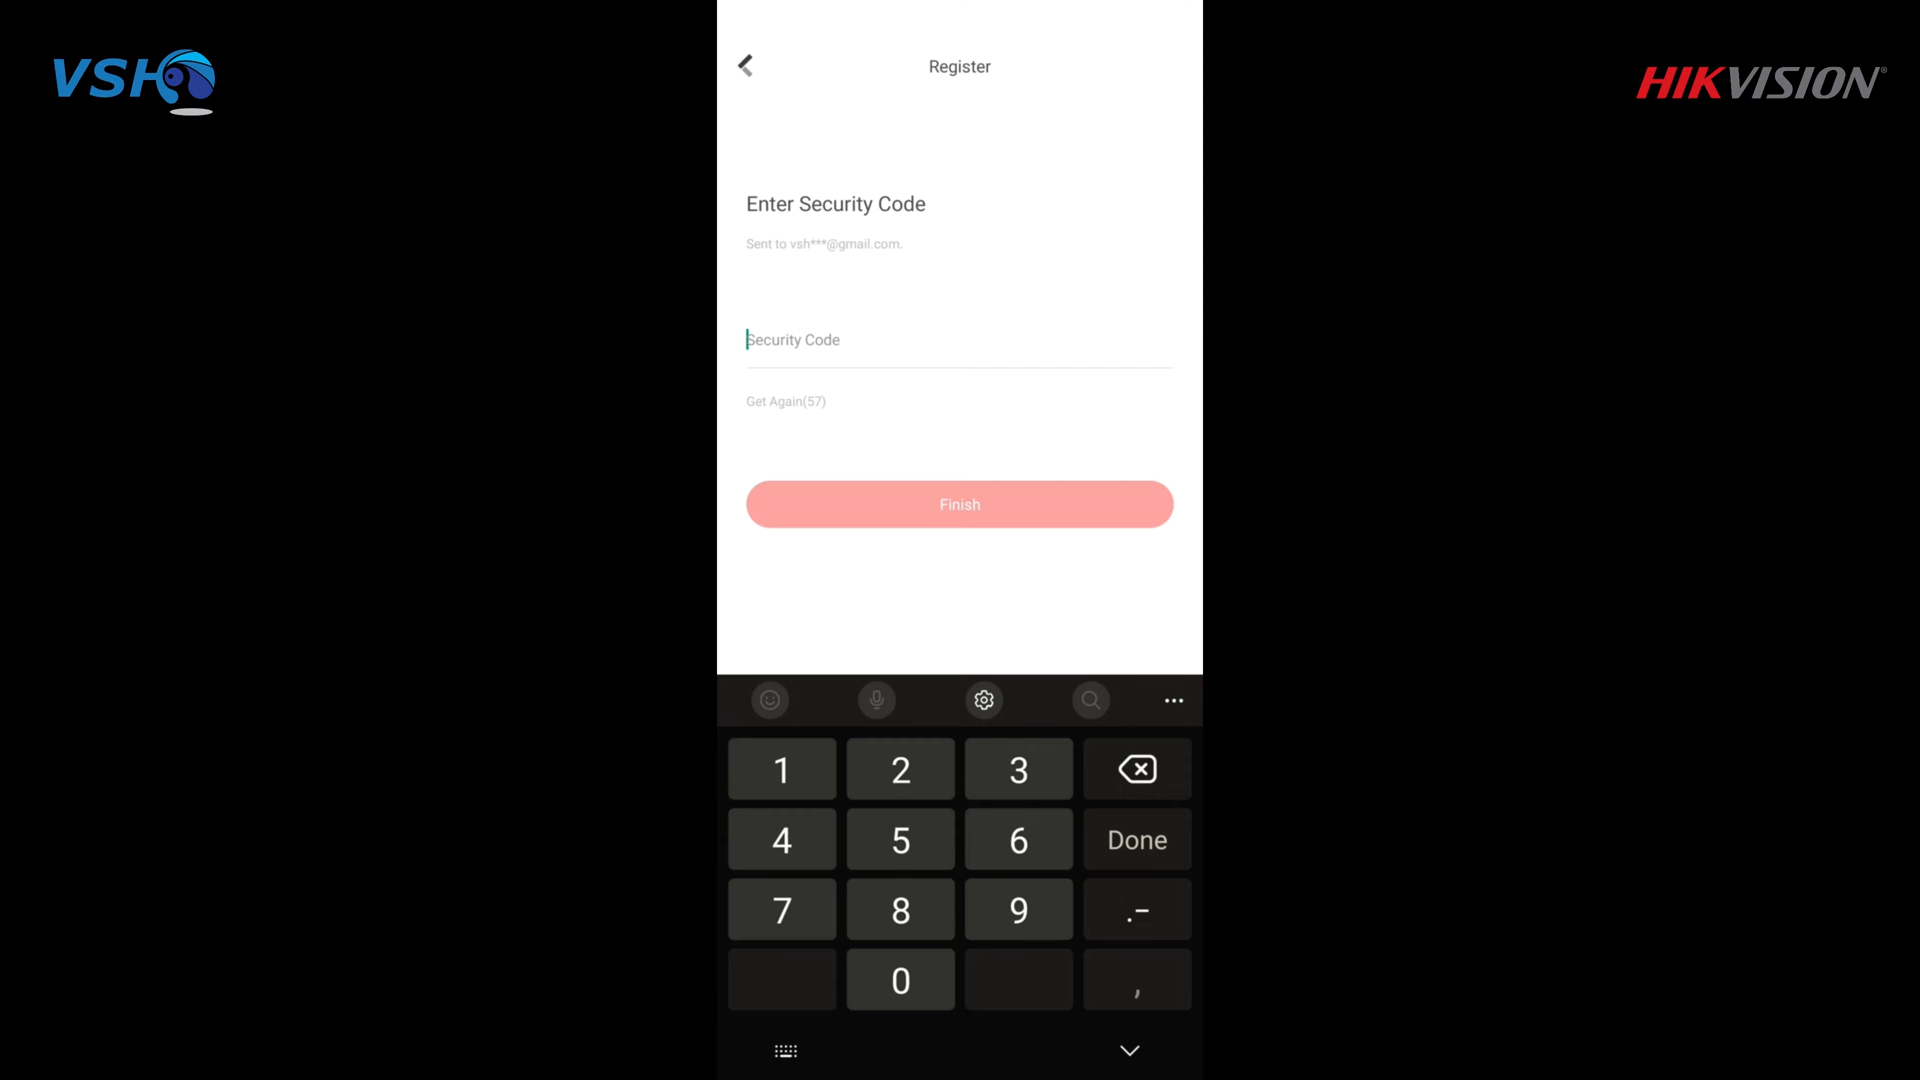 VSH
HIKVISION®
Register
Enter Security Code
Sent to vsh***@gmail.com.
Security Code
Get Again(57)
Finish
1 2 3
4 5 6 Done
7 8 9 .-
0 ,